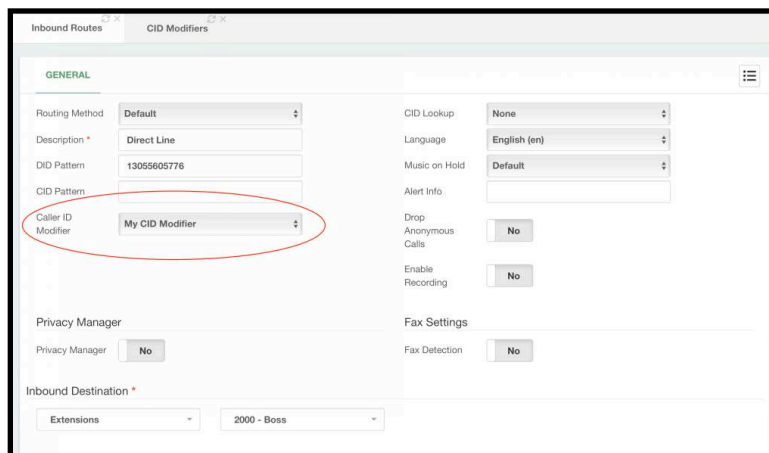 Inbound Routes
CID Modifiers
GENERAL
Routing Method Default
CID Lookup None
Description * Direct Line
Language English (en)
DID Pattern 13055605776
Music on Hold Default
CID Pattern
Alert Info
Caller ID
Modifier
My CID Modifier
Drop
Anonymous
Calls
No
Enable
Recording
No
Privacy Manager
Fax Settings
Privacy Manager No
Fax Detection No
Inbound Destination *
Extensions
2000 - Boss